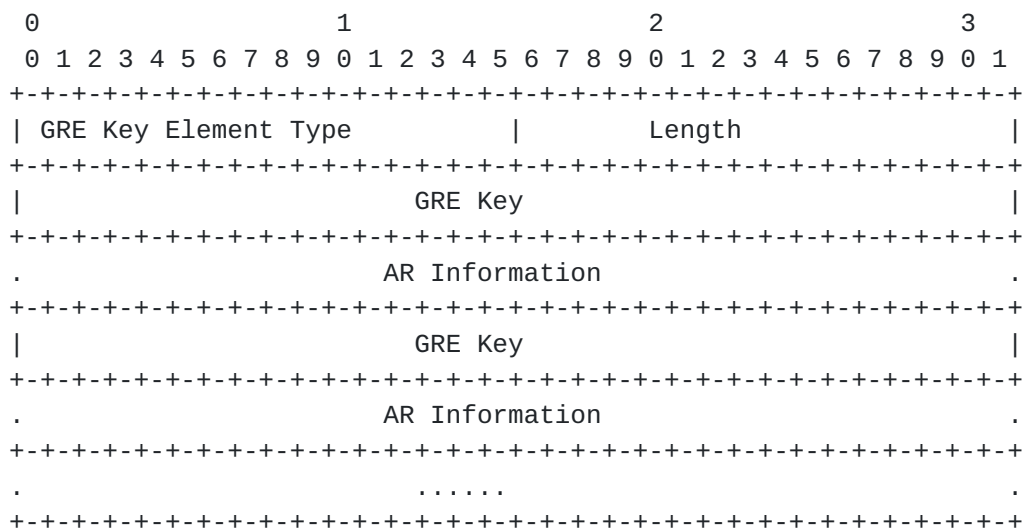 0                   1                   2                   3
 0 1 2 3 4 5 6 7 8 9 0 1 2 3 4 5 6 7 8 9 0 1 2 3 4 5 6 7 8 9 0 1
+-+-+-+-+-+-+-+-+-+-+-+-+-+-+-+-+-+-+-+-+-+-+-+-+-+-+-+-+-+-+-+-+
| GRE Key Element Type          |        Length                 |
+-+-+-+-+-+-+-+-+-+-+-+-+-+-+-+-+-+-+-+-+-+-+-+-+-+-+-+-+-+-+-+-+
|                         GRE Key                               |
+-+-+-+-+-+-+-+-+-+-+-+-+-+-+-+-+-+-+-+-+-+-+-+-+-+-+-+-+-+-+-+-+
.                       AR Information                          .
+-+-+-+-+-+-+-+-+-+-+-+-+-+-+-+-+-+-+-+-+-+-+-+-+-+-+-+-+-+-+-+-+
|                         GRE Key                               |
+-+-+-+-+-+-+-+-+-+-+-+-+-+-+-+-+-+-+-+-+-+-+-+-+-+-+-+-+-+-+-+-+
.                       AR Information                          .
+-+-+-+-+-+-+-+-+-+-+-+-+-+-+-+-+-+-+-+-+-+-+-+-+-+-+-+-+-+-+-+-+
.                         ......                                .
+-+-+-+-+-+-+-+-+-+-+-+-+-+-+-+-+-+-+-+-+-+-+-+-+-+-+-+-+-+-+-+-+